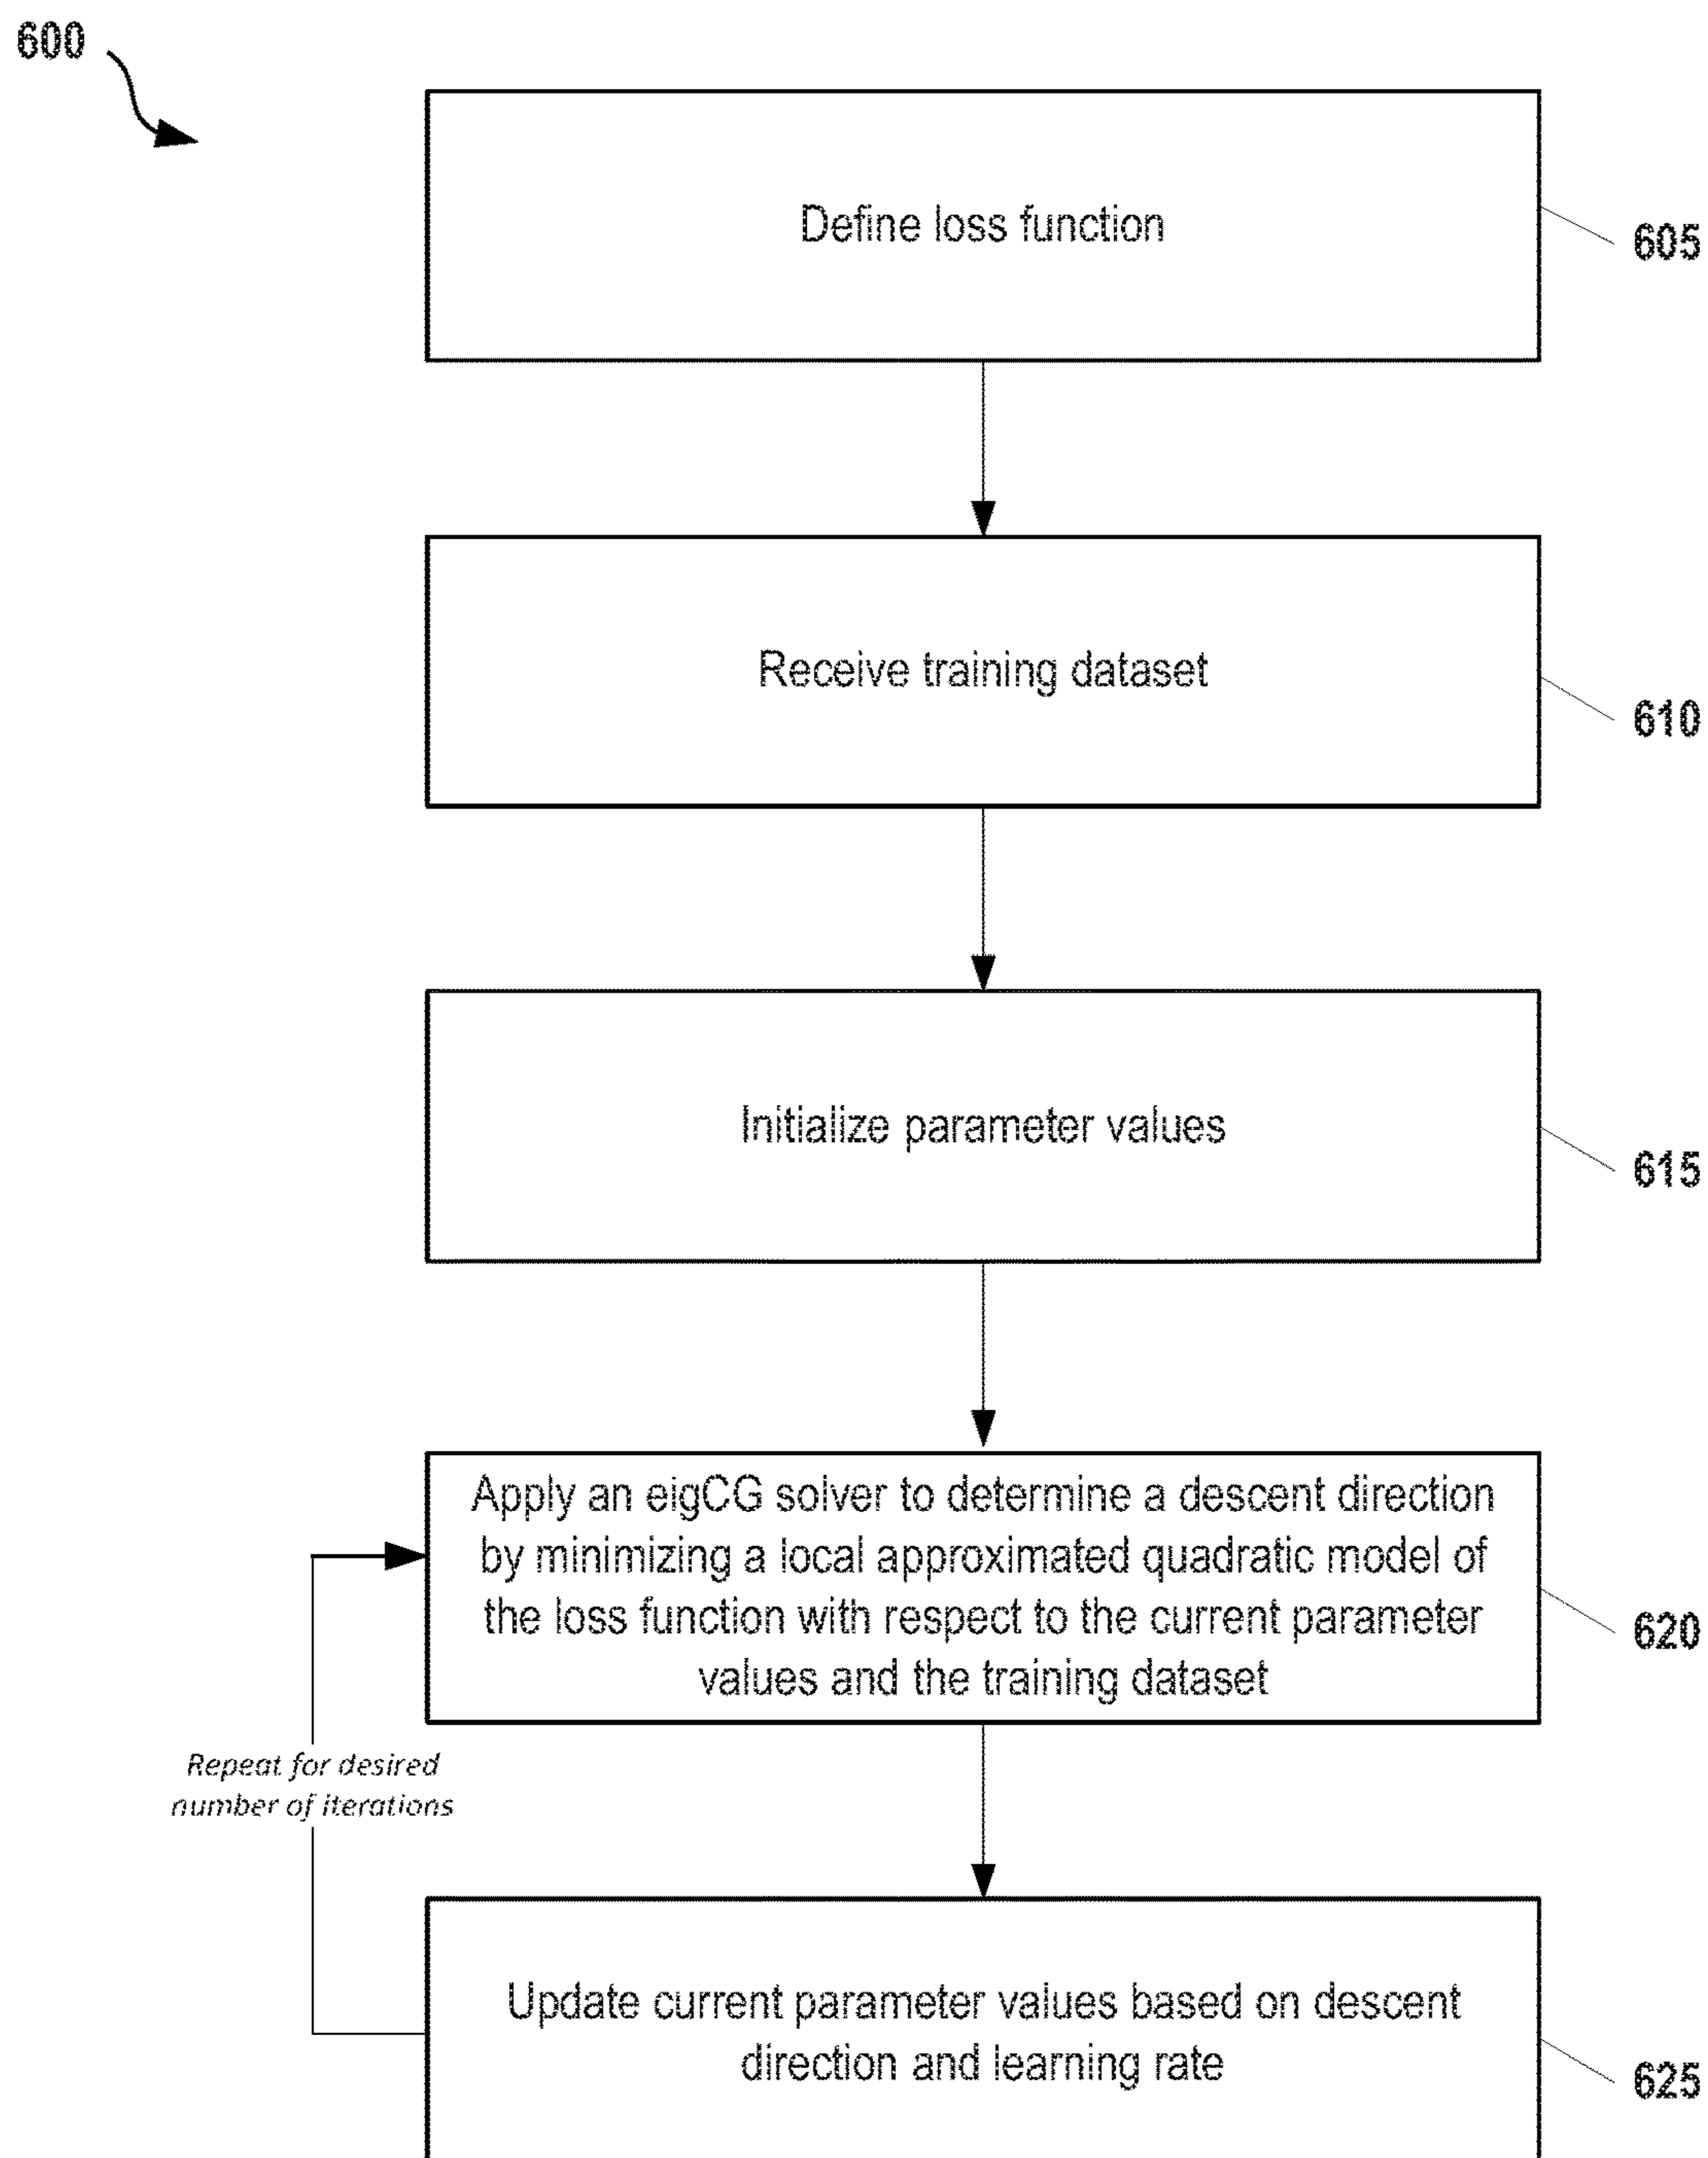 600
Define loss function
605
Receive training dataset
610
Initialize parameter values
615
Apply an eigCG solver to determine a descent direction
by minimizing a local approximated quadratic model of
the loss function with respect to the current parameter
values and the training dataset
620
Repeat for desired
number of iterations
Update current parameter values based on descent
direction and learning rate
625